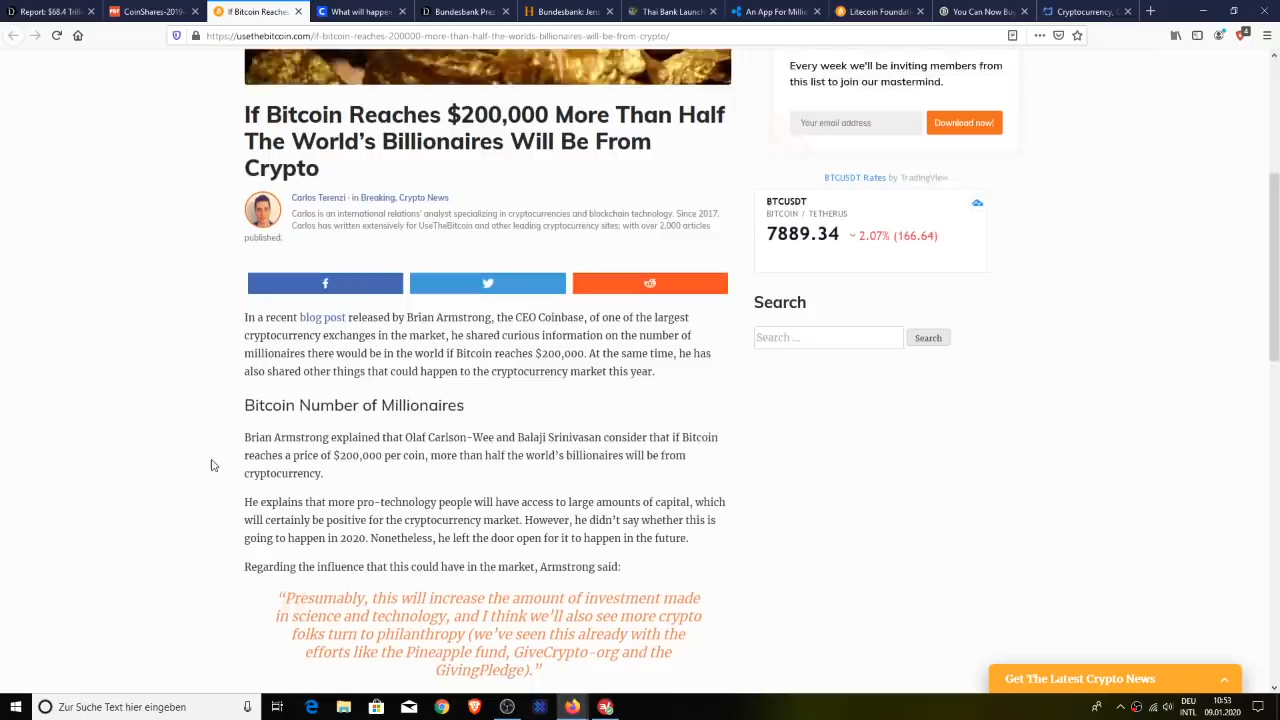 Report: $68.4 Trilli
CoinShares-2019-
If Bitcoin Reaches
What will happen
Bundesbank Prez
Bundesbank: Jens
Thai Bank Launch
An App For Millio
Litecoin Foundati
You Can Now Buy
Cryptocurrency, C
https://usethebitcoin.com/if-bitcoin-reaches-200000-more-than-half-the-worlds-billionaires-will-be-from-crypto/
4
Every week we'll be inviting members from
this list to join our mastermind.
Your email address
Download now!
If Bitcoin Reaches $200,000 More Than Half
The World's Billionaires Will Be From
Crypto
Carlos Terenzi · in Breaking, Crypto News
Carlos is an international relations' analyst specializing in cryptocurrencies and blockchain technology. Since 2017,
Carlos has written extensively for UseTheBitcoin and other leading cryptocurrency sites; with over 2,000 articles
published.
BTCUSDT Rates by TradingView
BTCUSDT
BITCOIN / TETHERUS
7889.34 2.07% (166.64)
Search
Search ...
Search
In a recent blog post released by Brian Armstrong, the CEO Coinbase, of one of the largest
cryptocurrency exchanges in the market, he shared curious information on the number of
millionaires there would be in the world if Bitcoin reaches $200,000. At the same time, he has
also shared other things that could happen to the cryptocurrency market this year.
Bitcoin Number of Millionaires
Brian Armstrong explained that Olaf Carlson-Wee and Balaji Srinivasan consider that if Bitcoin
reaches a price of $200,000 per coin, more than half the world's billionaires will be from
cryptocurrency.
He explains that more pro-technology people will have access to large amounts of capital, which
will certainly be positive for the cryptocurrency market. However, he didn't say whether this is
going to happen in 2020. Nonetheless, he left the door open for it to happen in the future.
Regarding the influence that this could have in the market, Armstrong said:
"Presumably, this will increase the amount of investment made
in science and technology, and I think we'll also see more crypto
folks turn to philanthropy (we've seen this already with the
efforts like the Pineapple fund, GiveCrypto-org and the
GivingPledge)."
Get The Latest Crypto News
Zur Suche Text hier eingeben
DEU
INTL
10:53
09.01.2020